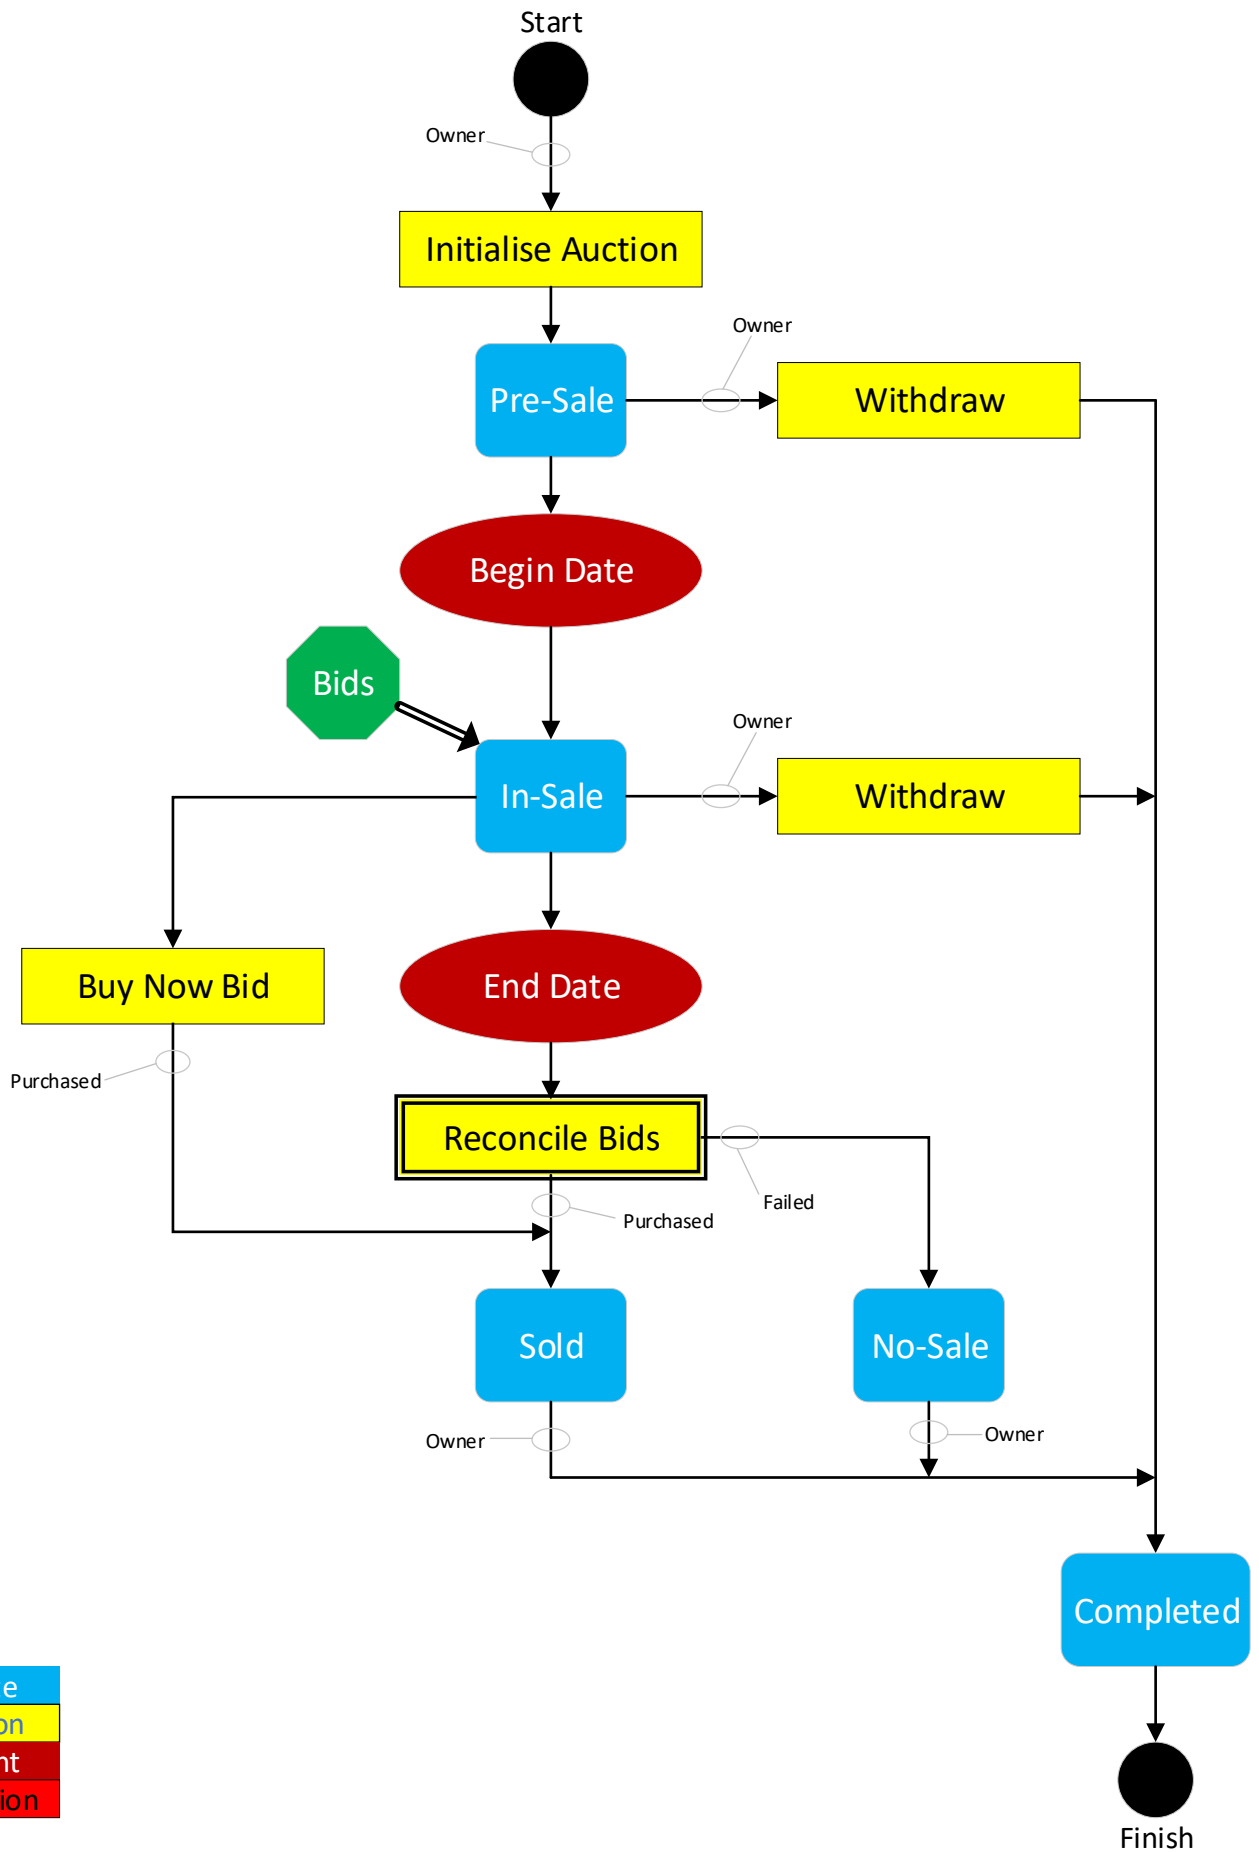 Start
Owner
Initialise Auction
Owner
Pre-Sale
Withdraw
Begin Date
Bids
Owner
In-Sale
Withdraw
Buy Now Bid
End Date
Purchased
Reconcile Bids
Failed
Purchased
Sold
No-Sale
Owner
Owner
Completed
Finish